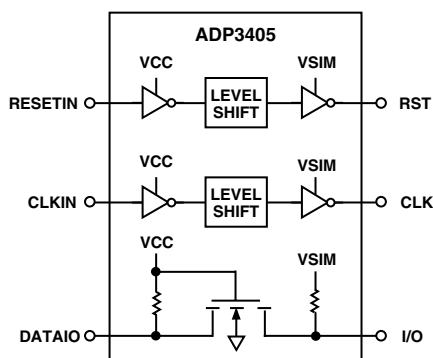 ADP3405
VCC
VSIM
RESETIN
LEVEL
SHIFT
RST
VCC
VSIM
CLKIN
LEVEL
SHIFT
CLK
VCC
VSIM
DATAIO
I/O